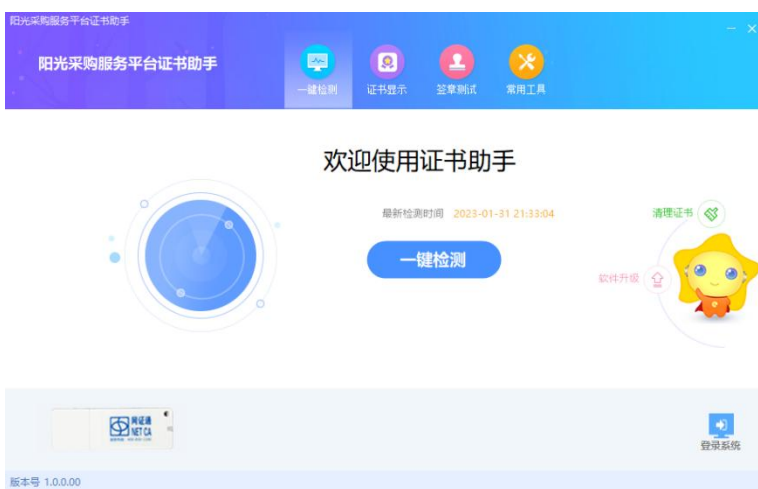 阳光采购服务平台证书助手
阳光采购服务平台证书助手
一键检测 证书显示 签章测试 常用工具
欢迎使用证书助手
最新检测时间 2023-01-31 21:33:04
清理证书
一键检测
软件升级
网证通
NET CA
登录系统
版本号 1.0.0.00